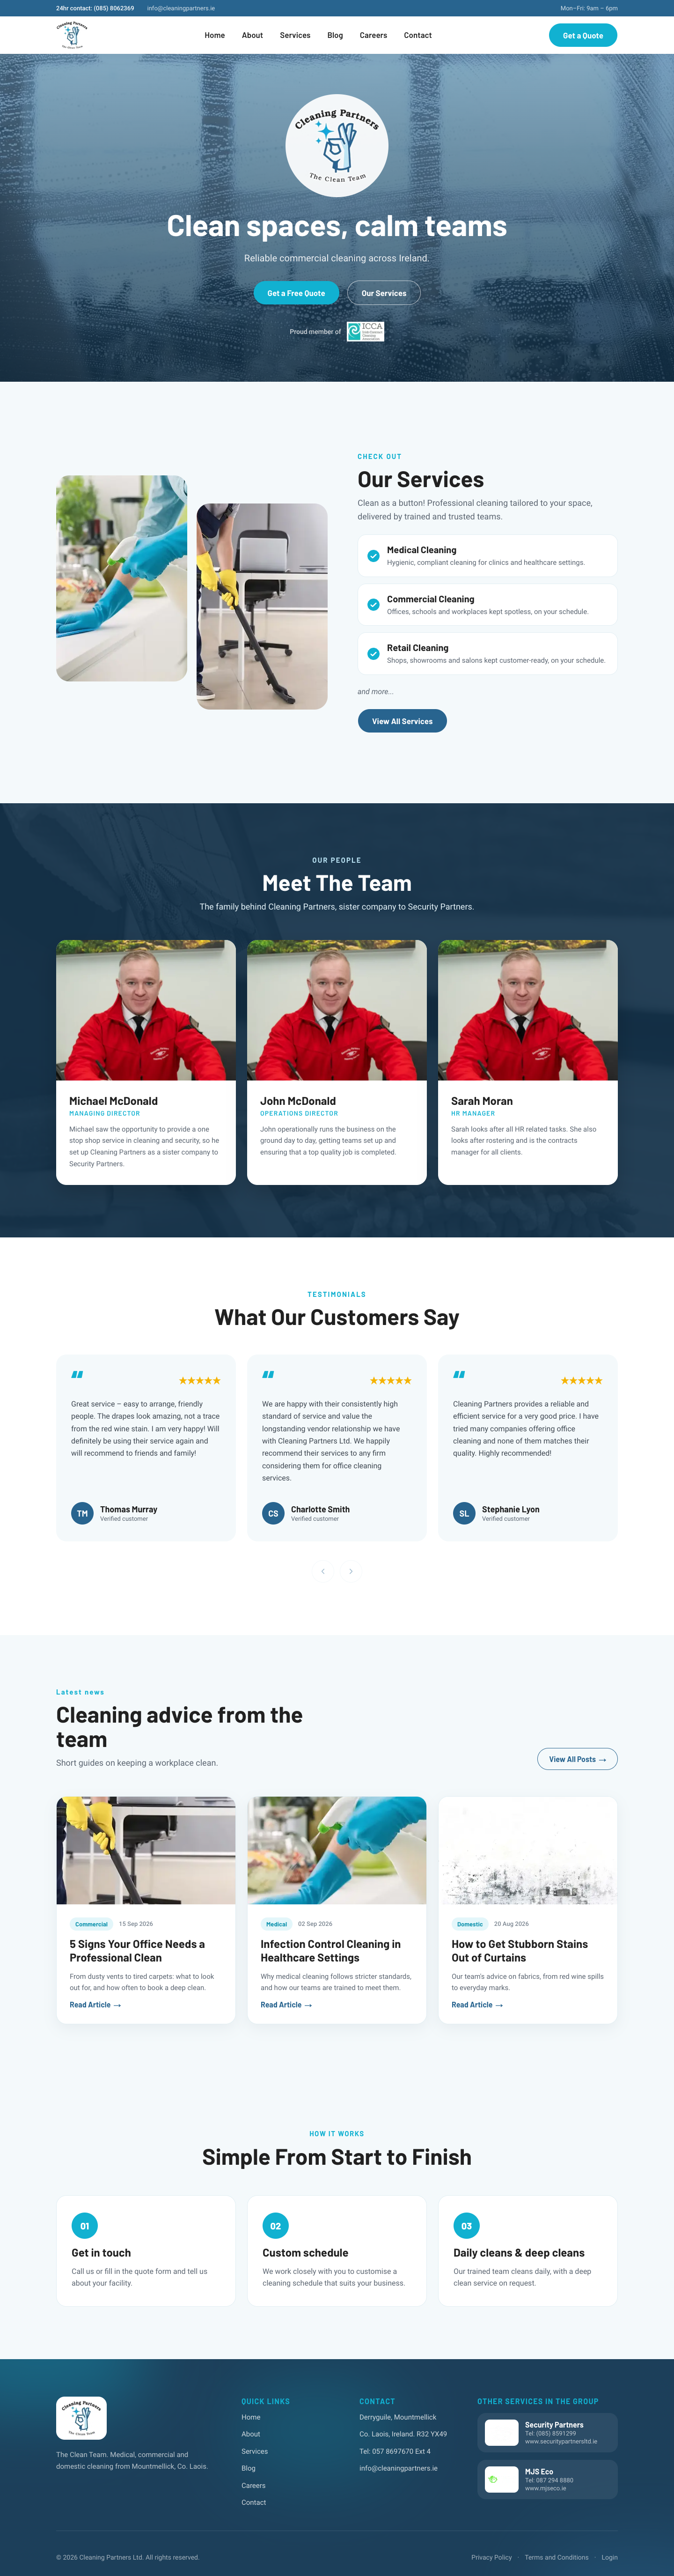 24hr contact: (085) 8062369 info@cleaningpartners.ie Mon–Fri: 9am – 6pm
Cleaning Partners
The Clean Team
Home About Services Blog Careers Contact
Get a Quote
Cleaning Partners
The Clean Team
Clean spaces, calm teams
Reliable commercial cleaning across Ireland.
Get a Free Quote Our Services
Proud member of ICCA
CHECK OUT
Our Services
Clean as a button! Professional cleaning tailored to your space,
delivered by trained and trusted teams.
Medical Cleaning
Hygienic, compliant cleaning for clinics and healthcare settings.
Commercial Cleaning
Offices, schools and workplaces kept spotless, on your schedule.
Retail Cleaning
Shops, showrooms and salons kept customer-ready, on your schedule.
and more...
View All Services
OUR PEOPLE
Meet The Team
The family behind Cleaning Partners, sister company to Security Partners.
Michael McDonald
MANAGING DIRECTOR
Michael saw the opportunity to provide a one
stop shop service in cleaning and security, so he
set up Cleaning Partners as a sister company to
Security Partners.
John McDonald
OPERATIONS DIRECTOR
John operationally runs the business on the
ground day to day, getting teams set up and
ensuring that a top quality job is completed.
Sarah Moran
HR MANAGER
Sarah looks after all HR related tasks. She also
looks after rostering and is the contracts
manager for all clients.
TESTIMONIALS
What Our Customers Say
Great service – easy to arrange, friendly
people. The drapes look amazing, not a trace
from the red wine stain. I am very happy! Will
definitely be using their service again and
will recommend to friends and family!
TM Thomas Murray
Verified customer
We are happy with their consistently high
standard of service and value the
longstanding vendor relationship we have
with Cleaning Partners Ltd. We happily
recommend their services to any firm
considering them for office cleaning
services.
CS Charlotte Smith
Verified customer
Cleaning Partners provides a reliable and
efficient service for a very good price. I have
tried many companies offering office
cleaning and none of them matches their
quality. Highly recommended!
SL Stephanie Lyon
Verified customer
Latest news
Cleaning advice from the
team
Short guides on keeping a workplace clean.
View All Posts →
Commercial 15 Sep 2026
5 Signs Your Office Needs a
Professional Clean
From dusty vents to tired carpets: what to look
out for, and how often to book a deep clean.
Read Article →
Medical 02 Sep 2026
Infection Control Cleaning in
Healthcare Settings
Why medical cleaning follows stricter standards,
and how our teams are trained to meet them.
Read Article →
Domestic 20 Aug 2026
How to Get Stubborn Stains
Out of Curtains
Our team's advice on fabrics, from red wine spills
to everyday marks.
Read Article →
HOW IT WORKS
Simple From Start to Finish
01
Get in touch
Call us or fill in the quote form and tell us
about your facility.
02
Custom schedule
We work closely with you to customise a
cleaning schedule that suits your business.
03
Daily cleans & deep cleans
Our trained team cleans daily, with a deep
clean service on request.
Cleaning Partners
The Clean Team
The Clean Team. Medical, commercial and
domestic cleaning from Mountmellick, Co. Laois.
QUICK LINKS
Home
About
Services
Blog
Careers
Contact
CONTACT
Derryguile, Mountmellick
Co. Laois, Ireland. R32 YX49
Tel: 057 8697670 Ext 4
info@cleaningpartners.ie
OTHER SERVICES IN THE GROUP
Security Partners
Tel: (085) 8591299
www.securitypartnersltd.ie
MJS Eco
Tel: 087 294 8880
www.mjseco.ie
© 2026 Cleaning Partners Ltd. All rights reserved.
Privacy Policy · Terms and Conditions · Login